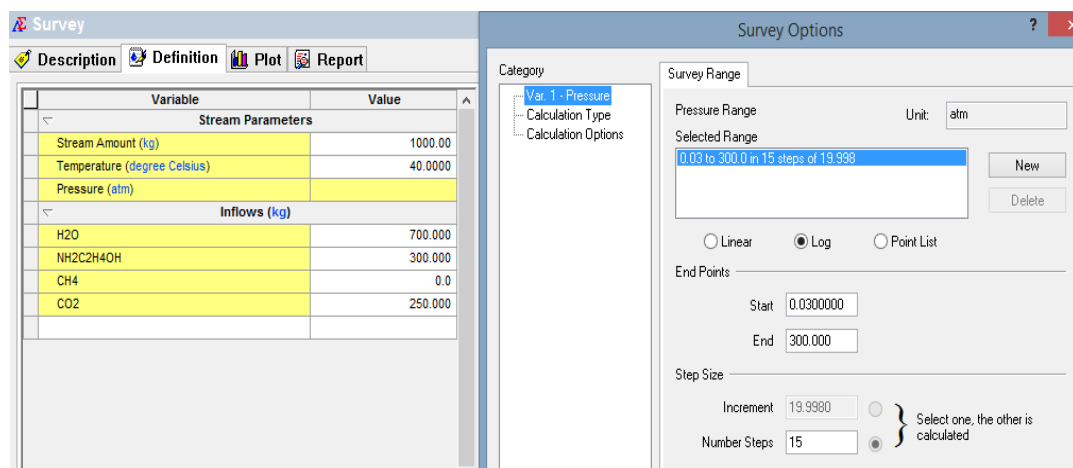 Survey
Description Definition Plot Report
Variable Value
Stream Parameters
Stream Amount (kg) 1000.00
Temperature (degree Celsius) 40.0000
Pressure (atm)
Inflows (kg)
H2O 700.000
NH2C2H4OH 300.000
CH4 0.0
CO2 250.000
Survey Options ? x
Category
Var. 1 - Pressure
Calculation Type
Calculation Options
Survey Range
Pressure Range Unit: atm
Selected Range
0.03 to 300.0 in 15 steps of 19.998
New
Delete
Linear Log Point List
End Points
Start 0.0300000
End 300.000
Step Size
Increment 19.9980
Number Steps 15
Select one, the other is
calculated